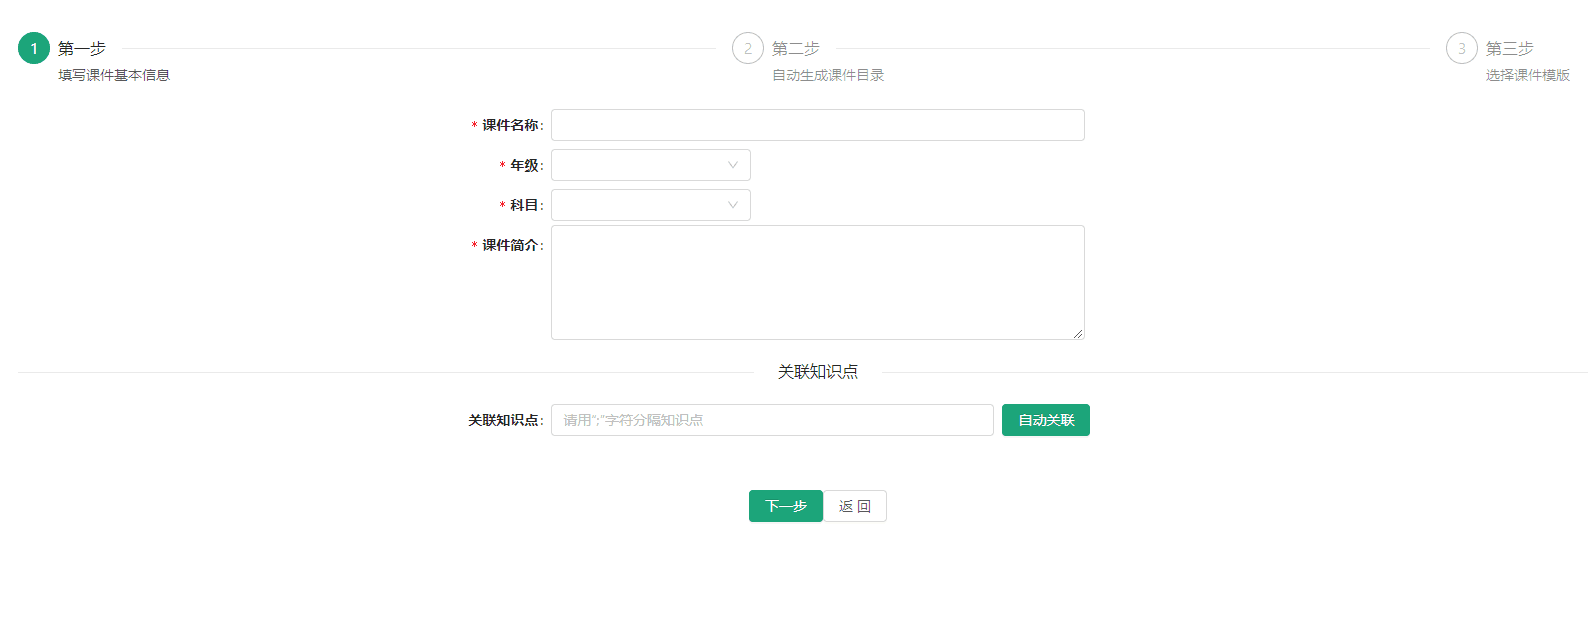 1 第一步
填写课件基本信息
2 第二步
自动生成课件目录
3 第三步
选择课件模版
* 课件名称:
* 年级:
* 科目:
* 课件简介:
关联知识点
关联知识点: 请用";"字符分隔知识点 自动关联
下一步 返 回